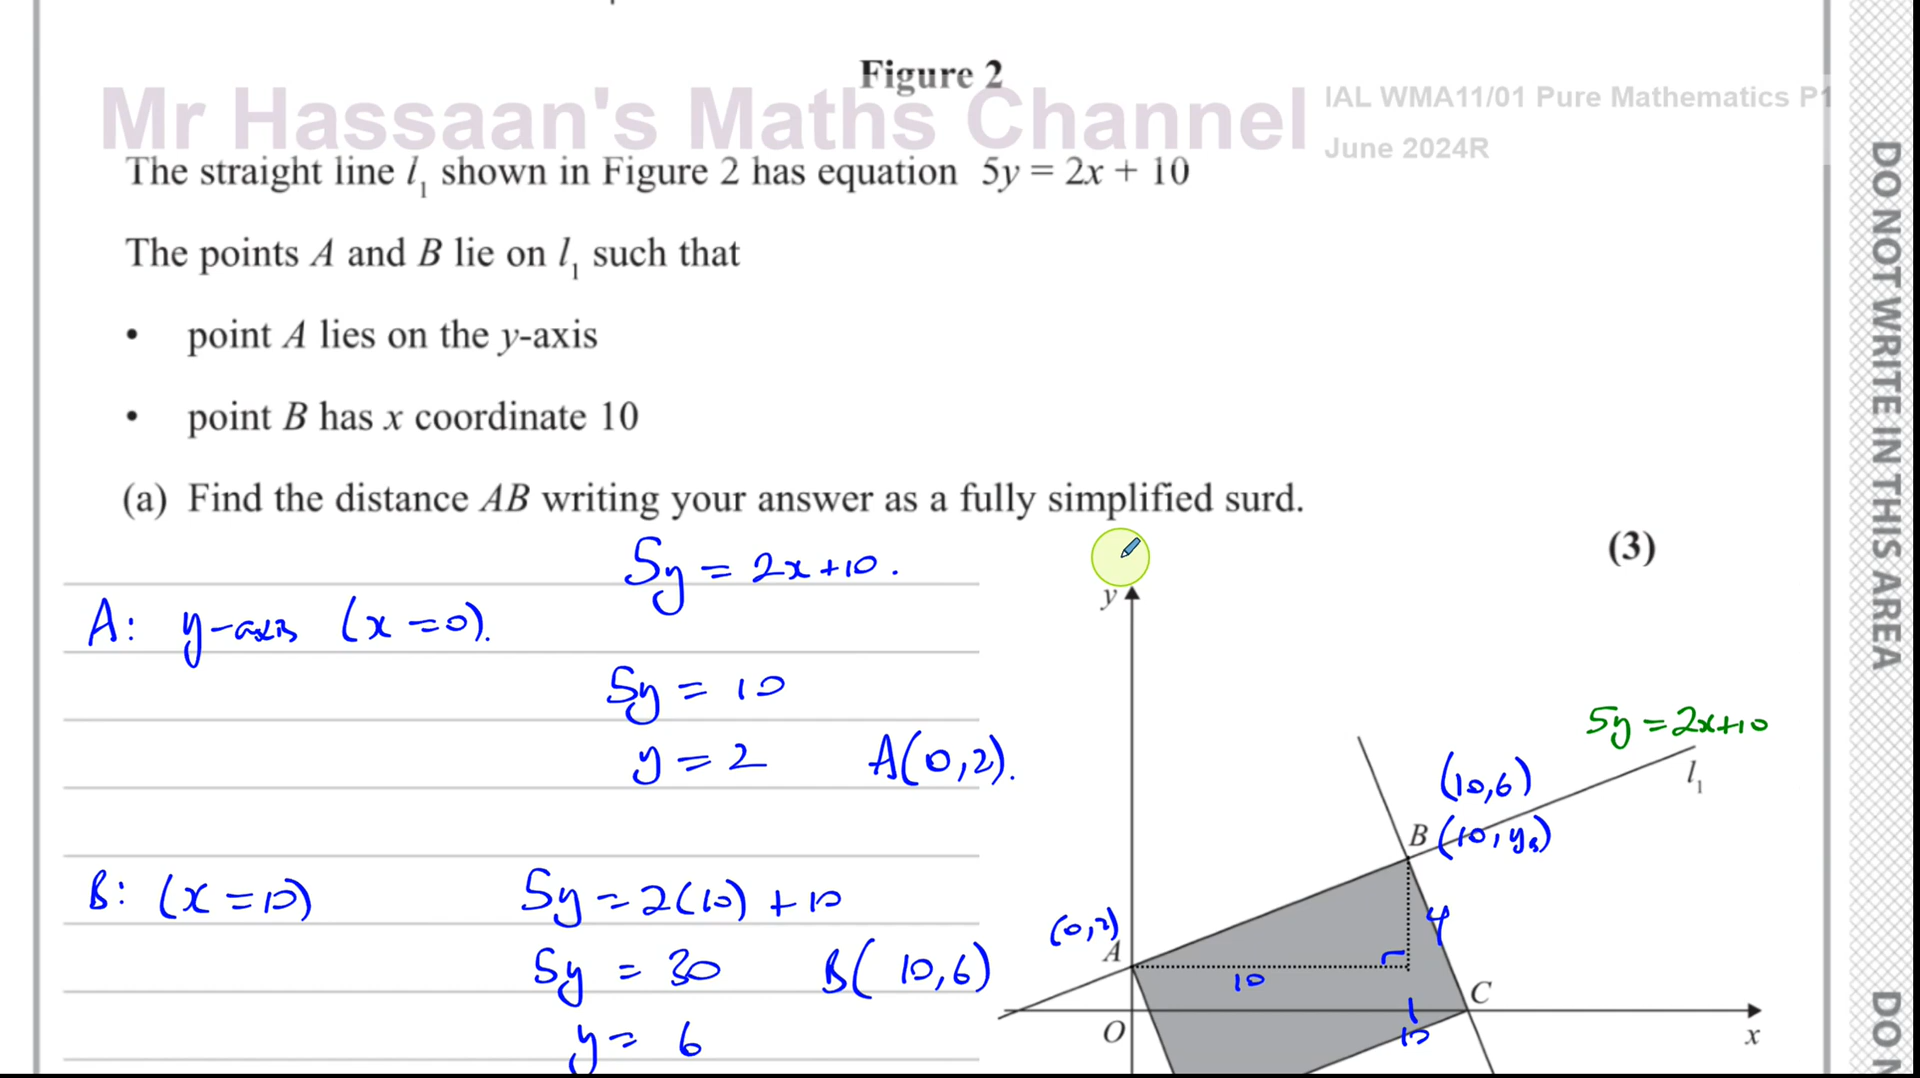 Figure 2
Mr Hassaan's Maths Channel
IAL WMA11/01 Pure Mathematics P1
June 2024R
The straight line l₁ shown in Figure 2 has equation 5y = 2x + 10
The points A and B lie on l₁ such that
• point A lies on the y-axis
• point B has x coordinate 10
(a) Find the distance AB writing your answer as a fully simplified surd.
(3)
5y = 2x + 10.
A: y-axis (x = 0).
5y = 10
y = 2 A(0,2).
B: (x = 10) 5y = 2(10) + 10
5y = 30 B(10,6)
y = 6
y
5y = 2x+10
l₁
(10,6)
B (10, yB)
(0,2)
A
4
10
C
O
10
x
DO NOT WRITE IN THIS AREA
DO N